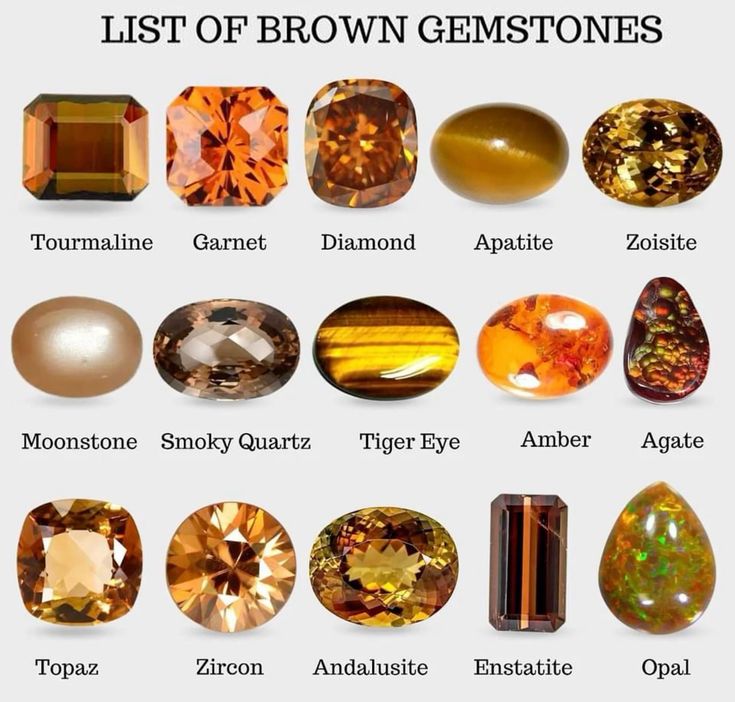 LIST OF BROWN GEMSTONES
Tourmaline Garnet Diamond Apatite Zoisite
Moonstone Smoky Quartz Tiger Eye Amber Agate
Topaz Zircon Andalusite Enstatite Opal